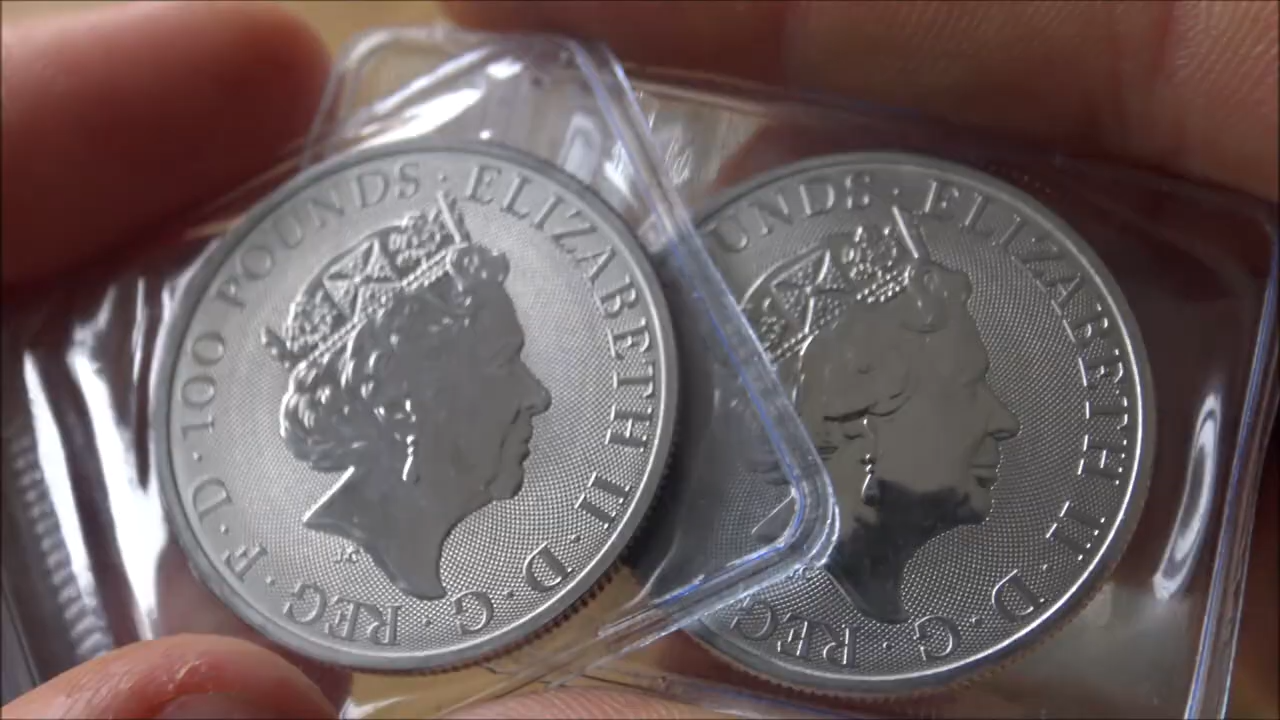 ELIZABETH II · D · G · REG · F · D · 100 POUNDS ·
UNDS · ELIZABETH II · D · G · REG